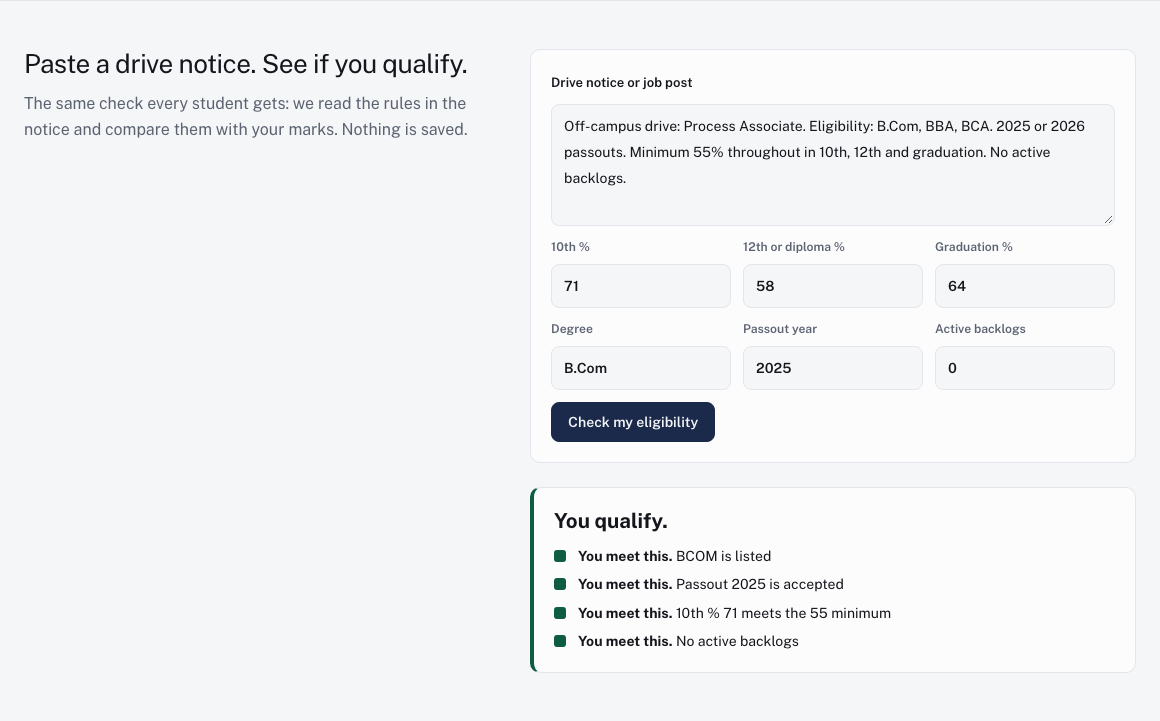 Paste a drive notice. See if you qualify.
The same check every student gets: we read the rules in the
notice and compare them with your marks. Nothing is saved.
Drive notice or job post
Off-campus drive: Process Associate. Eligibility: B.Com, BBA, BCA. 2025 or 2026
passouts. Minimum 55% throughout in 10th, 12th and graduation. No active
backlogs.
10th %
12th or diploma %
Graduation %
71
58
64
Degree
Passout year
Active backlogs
B.Com
2025
0
Check my eligibility
You qualify.
You meet this. BCOM is listed
You meet this. Passout 2025 is accepted
You meet this. 10th % 71 meets the 55 minimum
You meet this. No active backlogs